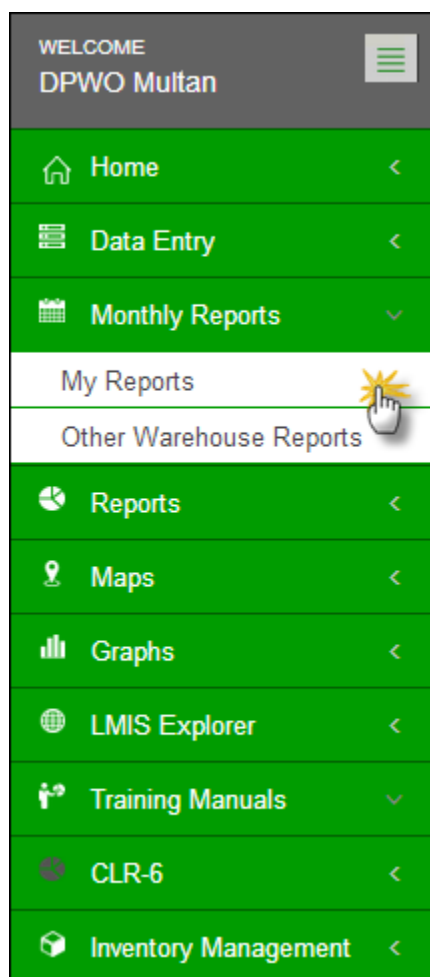 WELCOME
DPWO Multan
Home
Data Entry
Monthly Reports
My Reports
Other Warehouse Reports
Reports
Maps
Graphs
LMIS Explorer
Training Manuals
CLR-6
Inventory Management